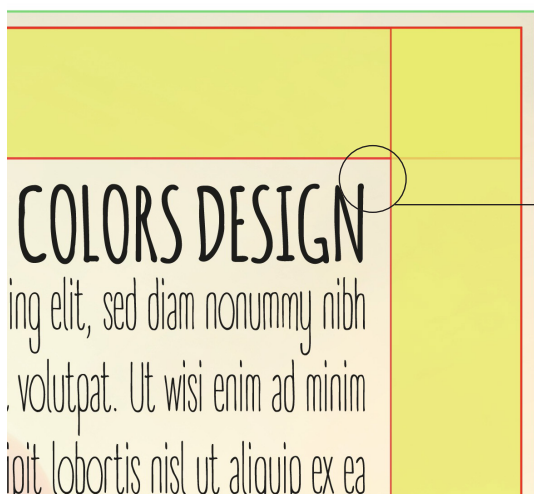 COLORS DESIGN
ing elit, sed diam nonummy nibh
volutpat. Ut wisi enim ad minim
ipit lobortis nisl ut aliquip ex ea